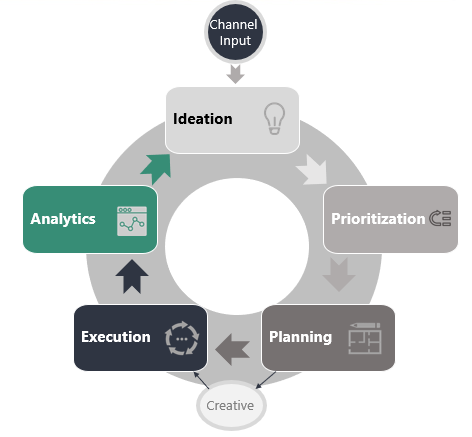 Channel
Input
Ideation
Analytics
Prioritization
Execution
Planning
Creative